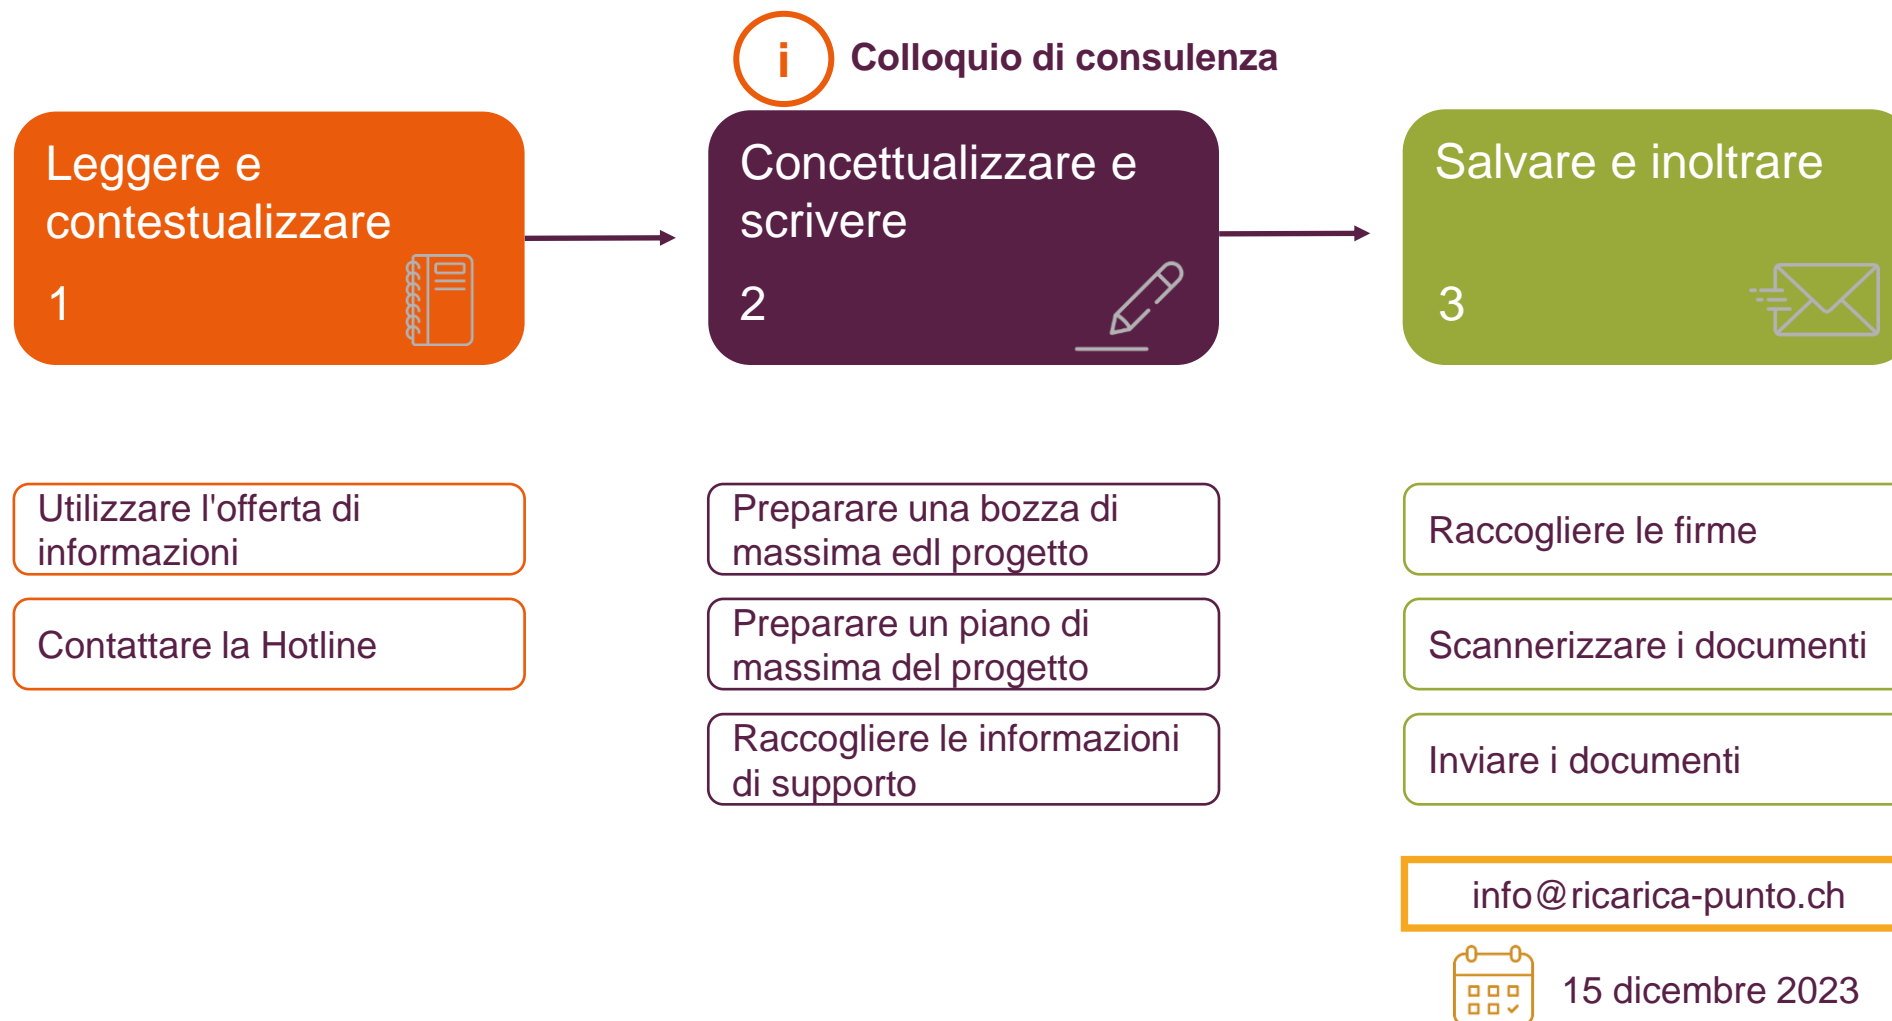 i Colloquio di consulenza
Leggere e
contestualizzare
1
Concettualizzare e
scrivere
2
Salvare e inoltrare
3
Utilizzare l'offerta di
informazioni
Contattare la Hotline
Preparare una bozza di
massima edl progetto
Preparare un piano di
massima del progetto
Raccogliere le informazioni
di supporto
Raccogliere le firme
Scannerizzare i documenti
Inviare i documenti
info@ricarica-punto.ch
15 dicembre 2023